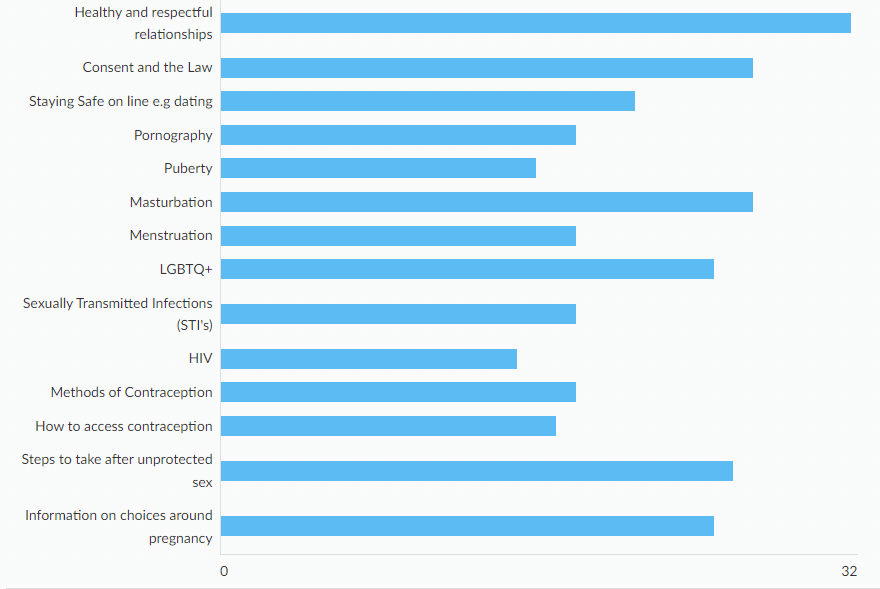 Healthy and respectful
relationships
Consent and the Law
Staying Safe on line e.g dating
Pornography
Puberty
Masturbation
Menstruation
LGBTQ+
Sexually Transmitted Infections
(STI's)
HIV
Methods of Contraception
How to access contraception
Steps to take after unprotected
sex
Information on choices around
pregnancy
0 32